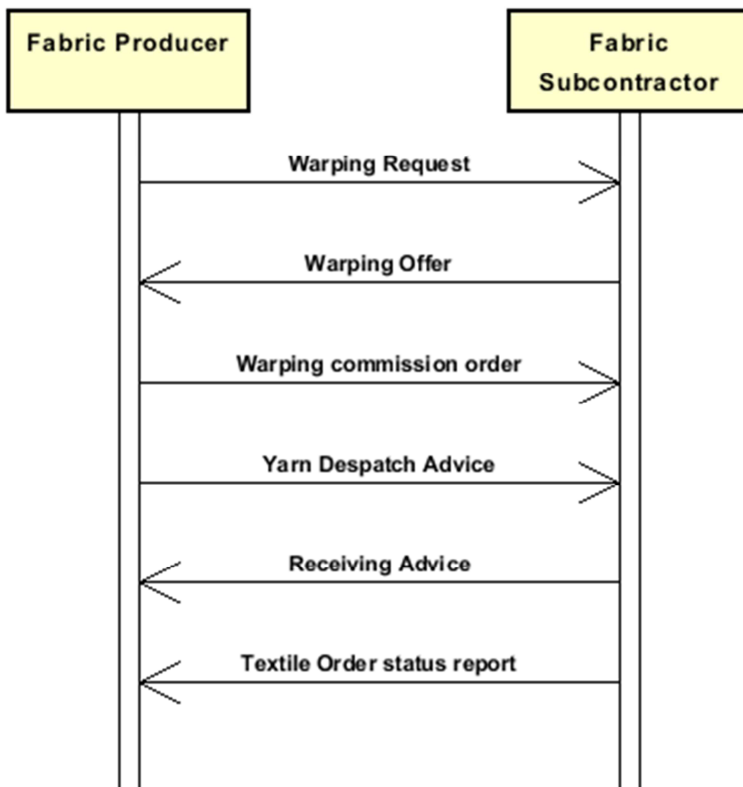 Fabric Producer
Fabric
Subcontractor
Warping Request
Warping Offer
Warping commission order
Yarn Despatch Advice
Receiving Advice
Textile Order status report